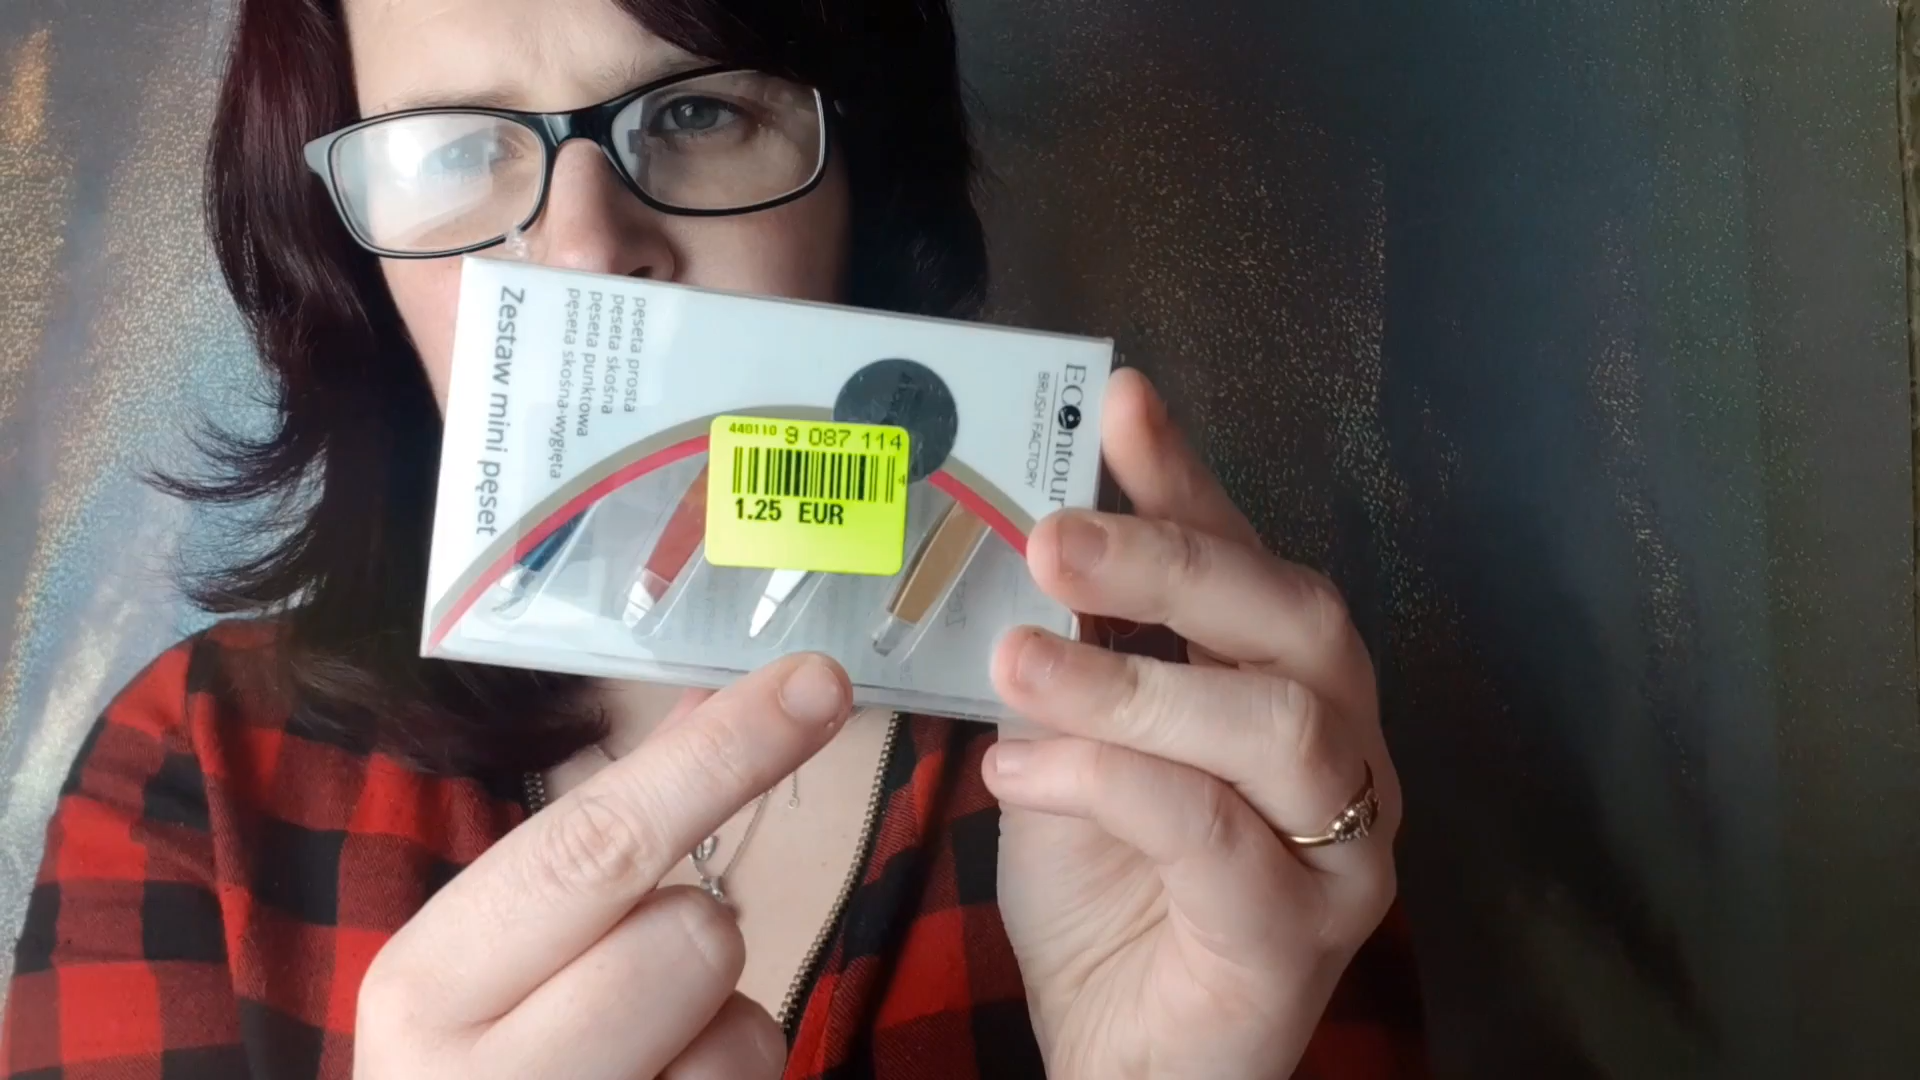 Zestaw mini pęset
pęseta prosta
pęseta skośna
pęseta punktowa
pęseta skośna-wygięta
ECOntour
BRUSH FACTORY
440110 9 087 114
4
1.25 EUR